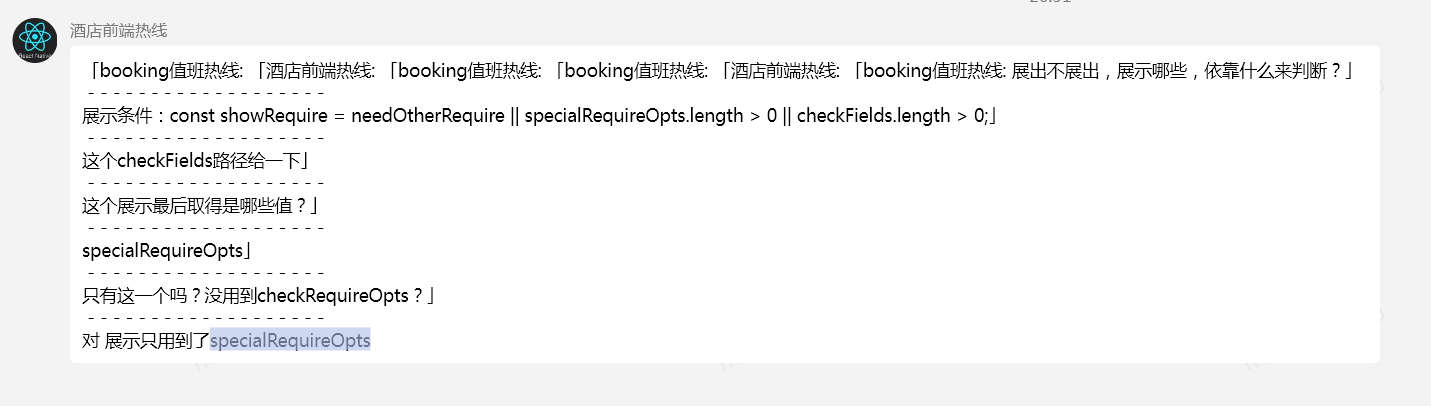 酒店前端热线
React Native
「booking值班热线: 「酒店前端热线: 「booking值班热线: 「booking值班热线: 「酒店前端热线: 「booking值班热线: 展出不展出，展示哪些，依靠什么来判断？」
- - - - - - - - - - - - - - - - - - -
展示条件：const showRequire = needOtherRequire || specialRequireOpts.length > 0 || checkFields.length > 0;」
- - - - - - - - - - - - - - - - - - -
这个checkFields路径给一下」
- - - - - - - - - - - - - - - - - - -
这个展示最后取得是哪些值？」
- - - - - - - - - - - - - - - - - - -
specialRequireOpts」
- - - - - - - - - - - - - - - - - - -
只有这一个吗？没用到checkRequireOpts？」
- - - - - - - - - - - - - - - - - - -
对 展示只用到了specialRequireOpts